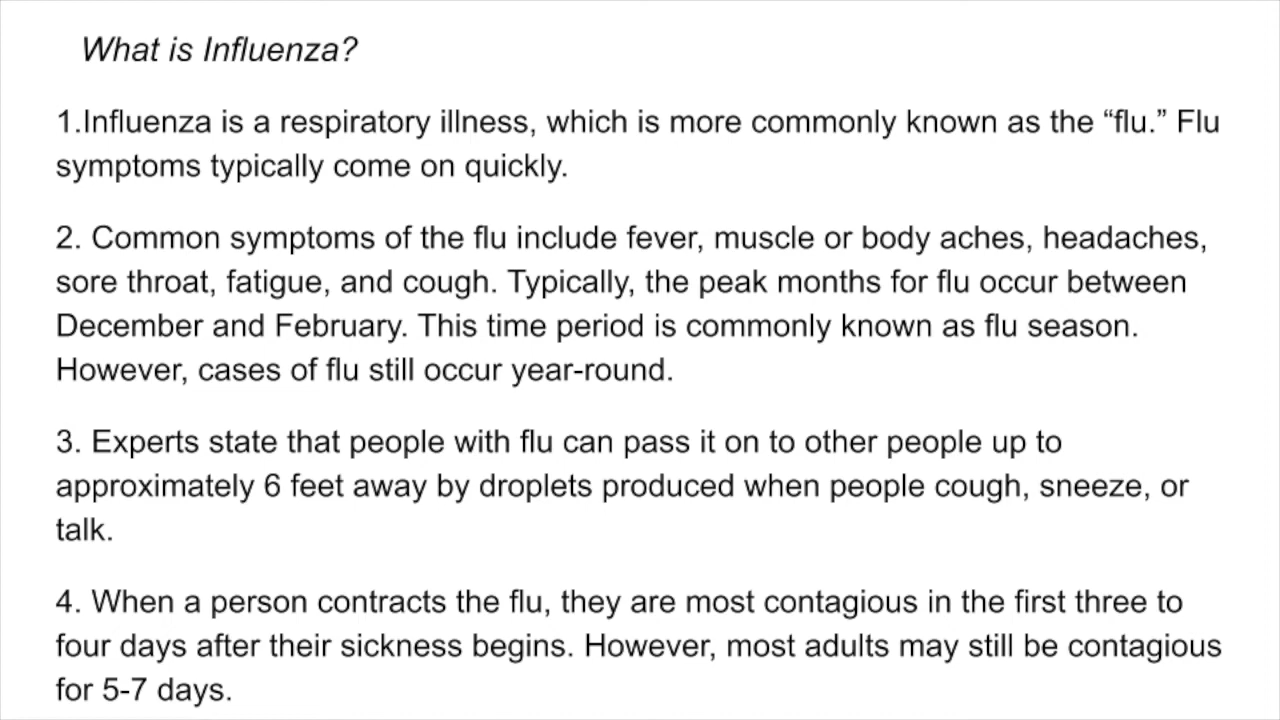 What is Influenza?
1.Influenza is a respiratory illness, which is more commonly known as the “flu.” Flu
symptoms typically come on quickly.
2. Common symptoms of the flu include fever, muscle or body aches, headaches,
sore throat, fatigue, and cough. Typically, the peak months for flu occur between
December and February. This time period is commonly known as flu season.
However, cases of flu still occur year-round.
3. Experts state that people with flu can pass it on to other people up to
approximately 6 feet away by droplets produced when people cough, sneeze, or
talk.
4. When a person contracts the flu, they are most contagious in the first three to
four days after their sickness begins. However, most adults may still be contagious
for 5-7 days.